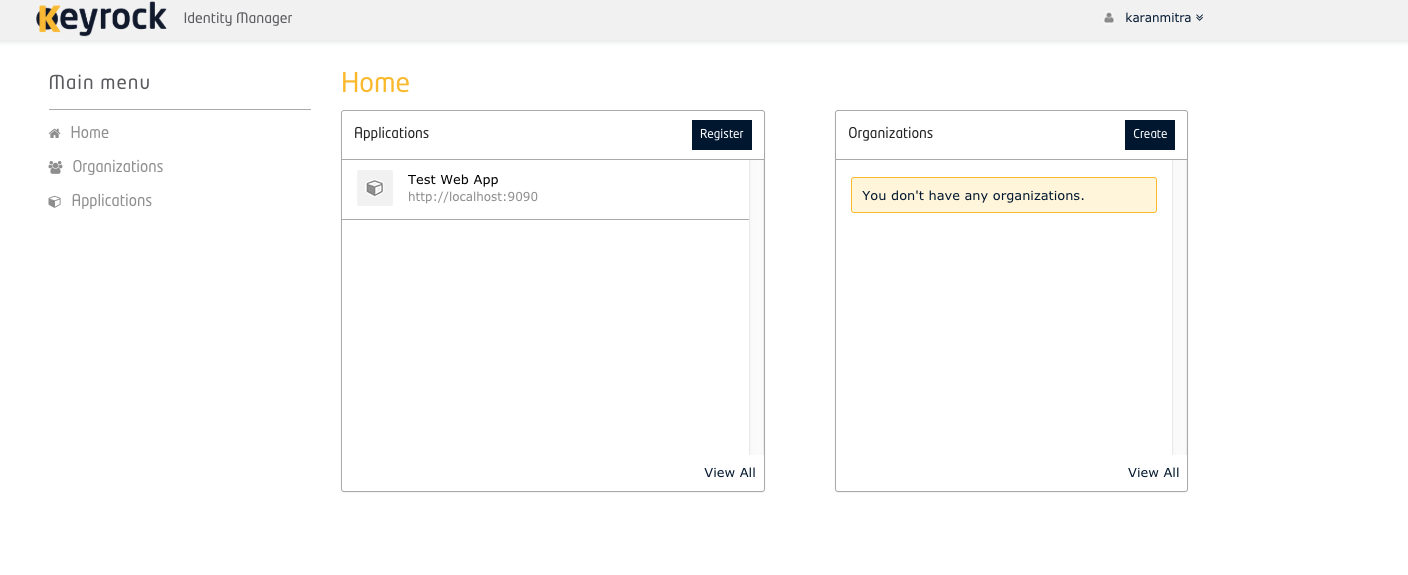 Keyrock Identity Manager
karanmitra
Main menu
Home
Organizations
Applications
Home
Applications
Register
Test Web App
http://localhost:9090
View All
Organizations
Create
You don't have any organizations.
View All